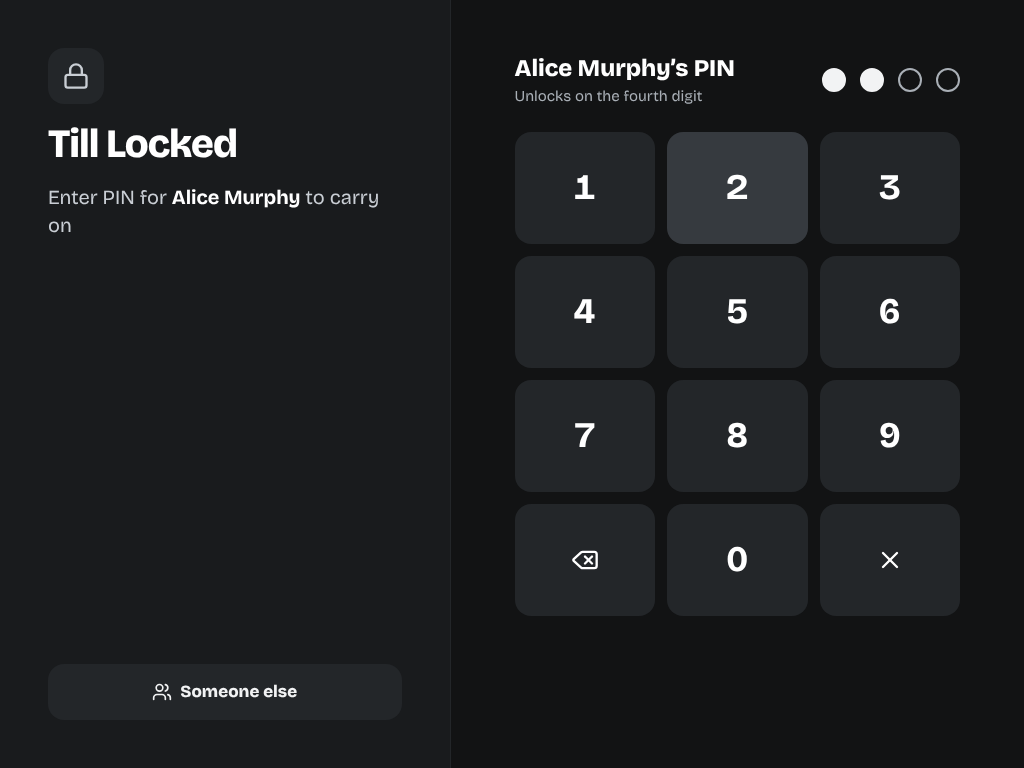 Till Locked
Enter PIN for Alice Murphy to carry
on
Someone else
Alice Murphy’s PIN
Unlocks on the fourth digit
1 2 3
4 5 6
7 8 9
0